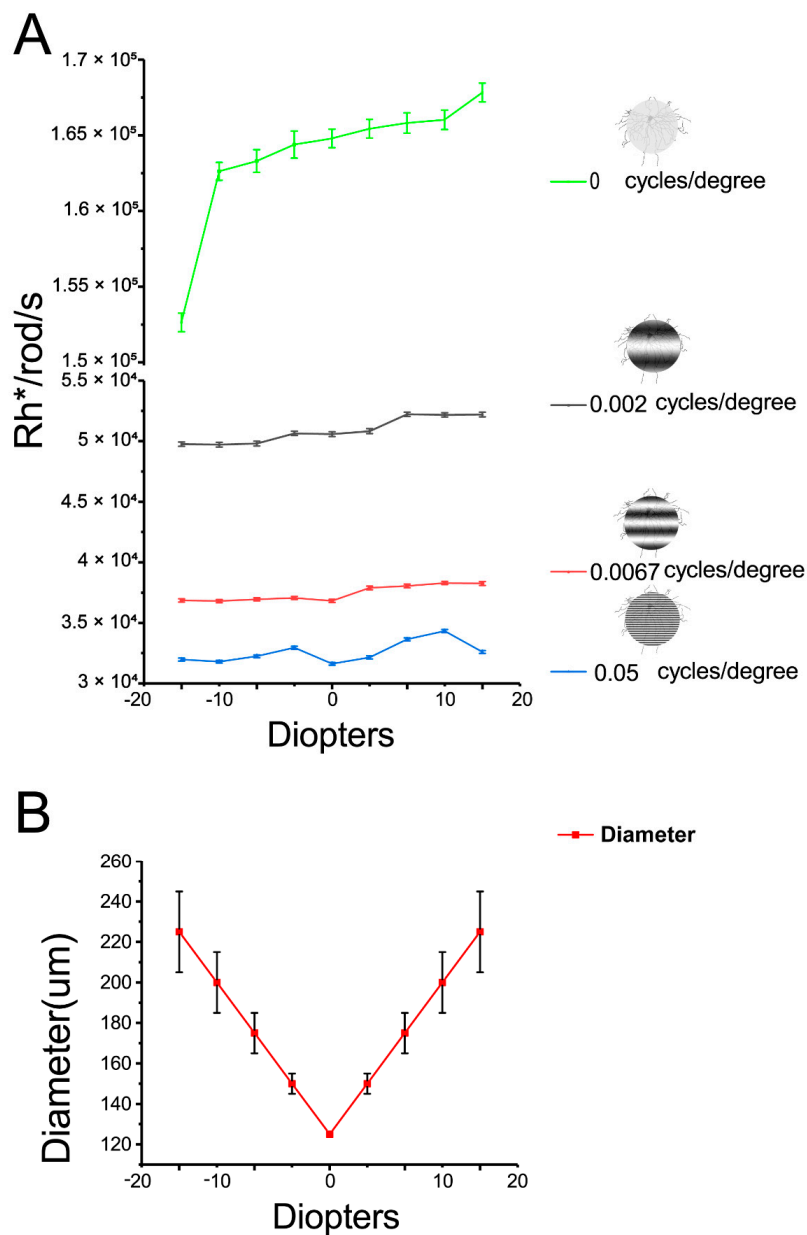 A
1.7 × 10⁵
1.65 × 10⁵
1.6 × 10⁵
1.55 × 10⁵
1.5 × 10⁵
5.5 × 10⁴
5 × 10⁴
4.5 × 10⁴
4 × 10⁴
3.5 × 10⁴
3 × 10⁴
Rh*/rod/s
-20 -10 0 10 20
Diopters
0 cycles/degree
0.002 cycles/degree
0.0067 cycles/degree
0.05 cycles/degree
B
Diameter
260
240
220
200
180
160
140
120
Diameter(um)
-20 -10 0 10 20
Diopters